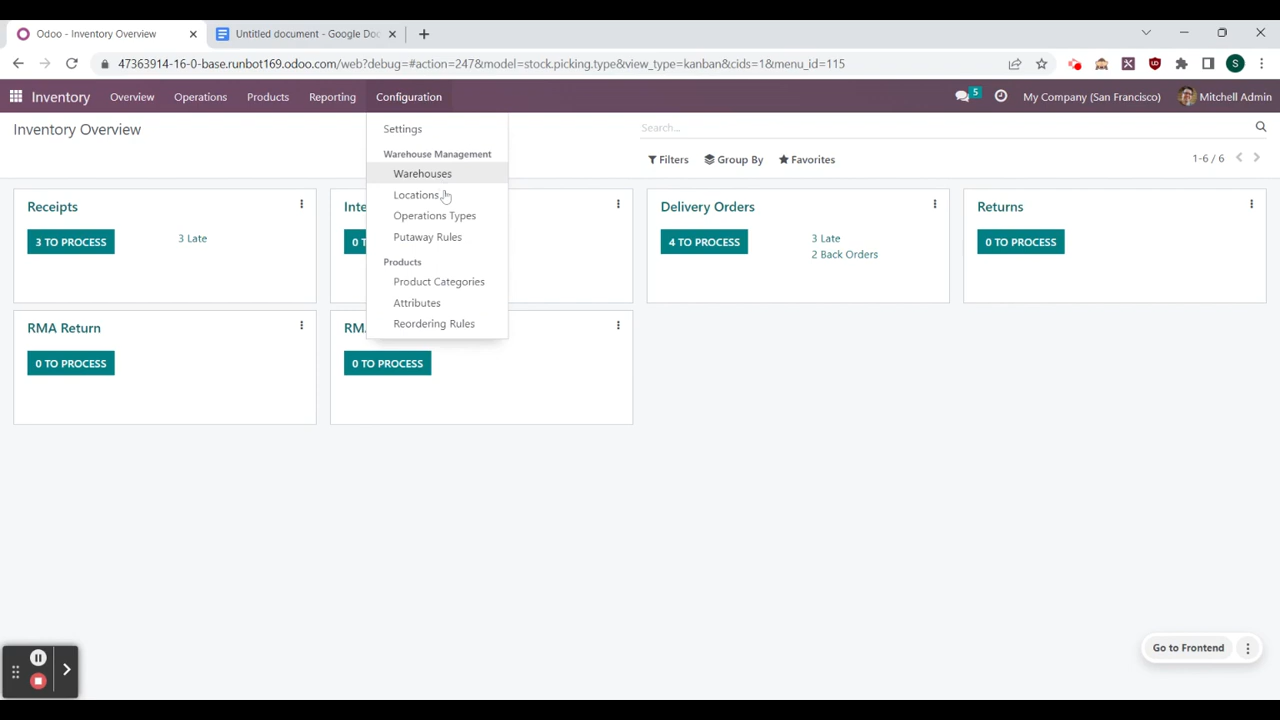 Odoo - Inventory Overview
Untitled document - Google Doc
47363914-16-0-base.runbot169.odoo.com/web?debug=#action=247&model=stock.picking.type&view_type=kanban&cids=1&menu_id=115
S
Inventory Overview Operations Products Reporting Configuration
5 My Company (San Francisco) Mitchell Admin
Inventory Overview
Search...
Filters Group By Favorites
1-6 / 6
Settings
Warehouse Management
Warehouses
Locations
Operations Types
Putaway Rules
Products
Product Categories
Attributes
Reordering Rules
Receipts
3 TO PROCESS 3 Late
Delivery Orders
4 TO PROCESS 3 Late
2 Back Orders
Returns
0 TO PROCESS
RMA Return
0 TO PROCESS
0 TO PROCESS
Go to Frontend